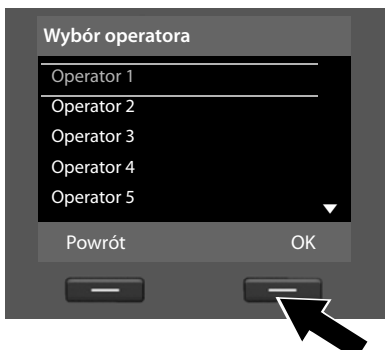 Wybór operatora
Operator 1
Operator 2
Operator 3
Operator 4
Operator 5
Powrót OK